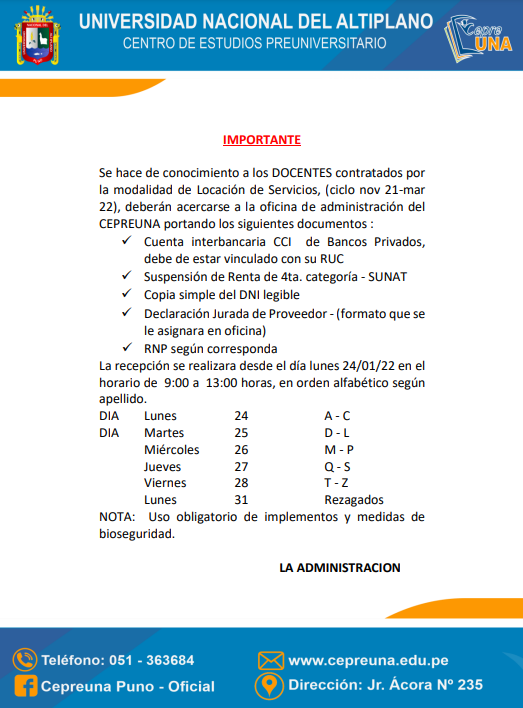 UNIVERSIDAD NACIONAL DEL ALTIPLANO
CENTRO DE ESTUDIOS PREUNIVERSITARIO
Cepre
UNA
IMPORTANTE
Se hace de conocimiento a los DOCENTES contratados por
la modalidad de Locación de Servicios, (ciclo nov 21-mar
22), deberán acercarse a la oficina de administración del
CEPREUNA portando los siguientes documentos :
✓ Cuenta interbancaria CCI de Bancos Privados,
debe de estar vinculado con su RUC
✓ Suspensión de Renta de 4ta. categoría - SUNAT
✓ Copia simple del DNI legible
✓ Declaración Jurada de Proveedor - (formato que se
le asignara en oficina)
✓ RNP según corresponda
La recepción se realizara desde el día lunes 24/01/22 en el
horario de 9:00 a 13:00 horas, en orden alfabético según
apellido.
DIA Lunes 24 A - C
DIA Martes 25 D - L
Miércoles 26 M - P
Jueves 27 Q - S
Viernes 28 T - Z
Lunes 31 Rezagados
NOTA: Uso obligatorio de implementos y medidas de
bioseguridad.
LA ADMINISTRACION
Teléfono: 051 - 363684
www.cepreuna.edu.pe
Cepreuna Puno - Oficial
Dirección: Jr. Ácora Nº 235